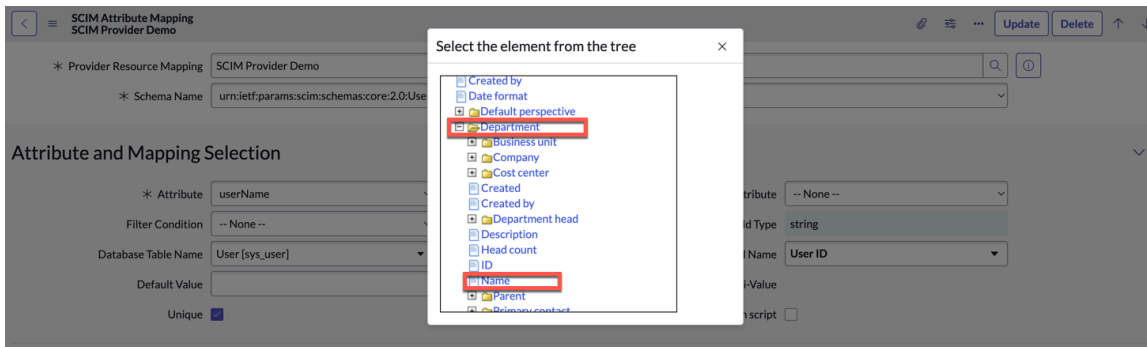 SCIM Attribute Mapping
SCIM Provider Demo
Update Delete
Select the element from the tree
Provider Resource Mapping SCIM Provider Demo
Schema Name urn:ietf:params:scim:schemas:core:2.0:Use
Created by
Date format
Default perspective
Department
Business unit
Company
Cost center
Created
Created by
Department head
Description
Head count
ID
Name
Parent
Primary contact
Attribute and Mapping Selection
Attribute userName
tribute -- None --
Filter Condition -- None --
ld Type string
Database Table Name User [sys_user]
Name User ID
Default Value
i-Value
Unique
script